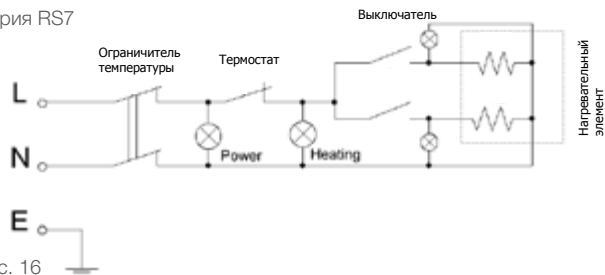 рия RS7
Выключатель
Ограничитель
температуры
Термостат
L
N
Power
Heating
Нагревательный
элемент
E
с. 16